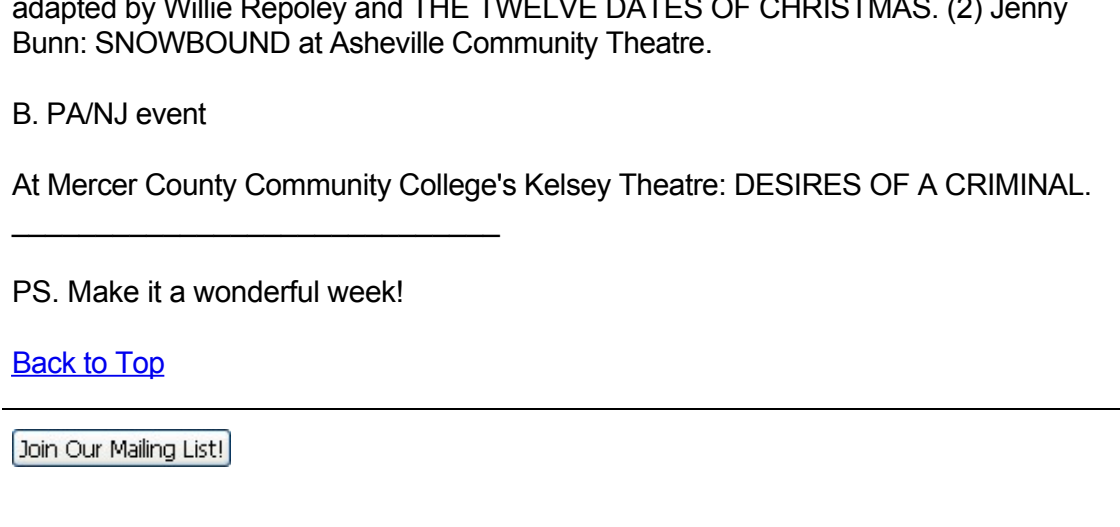 adapted by Willie Repoley and THE TWELVE DATES OF CHRISTMAS. (2) Jenny
Bunn: SNOWBOUND at Asheville Community Theatre.
B. PA/NJ event
At Mercer County Community College's Kelsey Theatre: DESIRES OF A CRIMINAL.
________________________________
PS. Make it a wonderful week!
Back to Top
Join Our Mailing List!